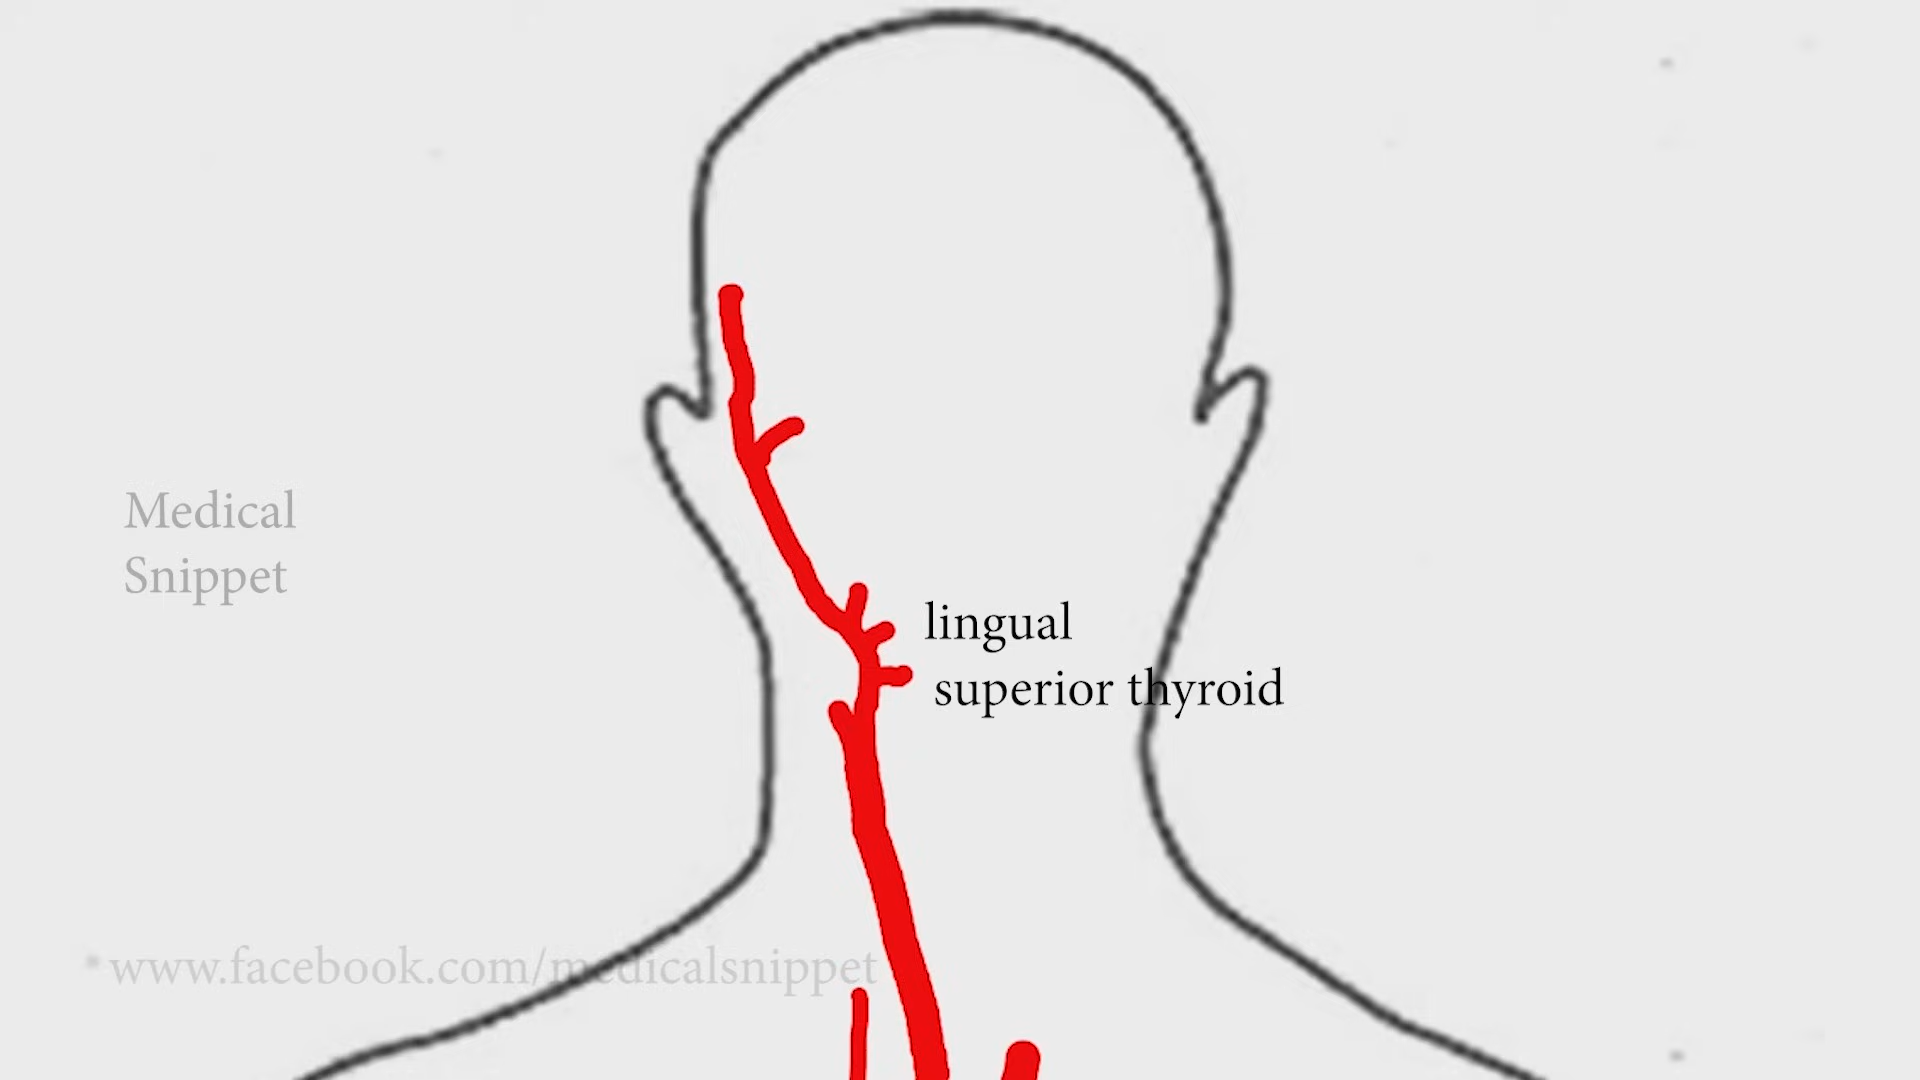 Medical
Snippet
lingual
superior thyroid
www.facebook.com/medicalsnippet